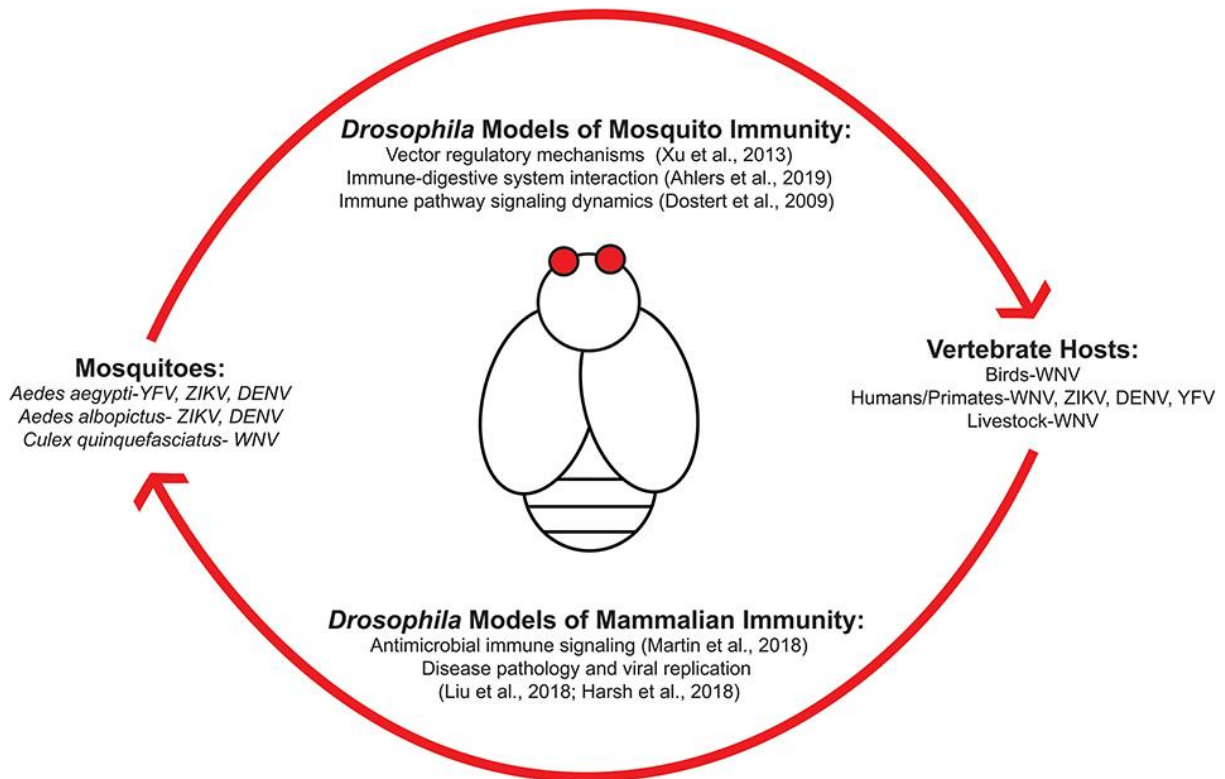 Drosophila Models of Mosquito Immunity:
Vector regulatory mechanisms (Xu et al., 2013)
Immune-digestive system interaction (Ahlers et al., 2019)
Immune pathway signaling dynamics (Dostert et al., 2009)
Mosquitoes:
Aedes aegypti-YFV, ZIKV, DENV
Aedes albopictus- ZIKV, DENV
Culex quinquefasciatus- WNV
Vertebrate Hosts:
Birds-WNV
Humans/Primates-WNV, ZIKV, DENV, YFV
Livestock-WNV
Drosophila Models of Mammalian Immunity:
Antimicrobial immune signaling (Martin et al., 2018)
Disease pathology and viral replication
(Liu et al., 2018; Harsh et al., 2018)